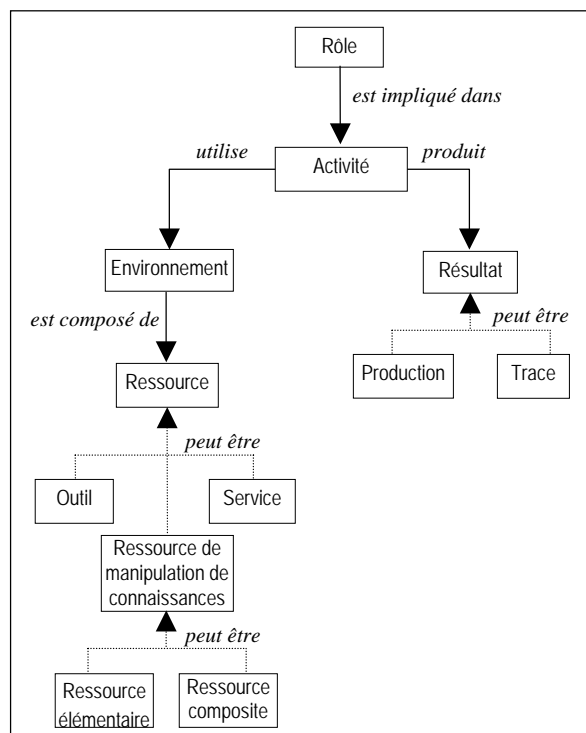 Rôle
est impliqué dans
utilise
produit
Activité
Environnement
Résultat
est composé de
peut être
Ressource
Production
Trace
peut être
Outil
Service
Ressource de
manipulation de
connaissances
peut être
Ressource
élémentaire
Ressource
composite